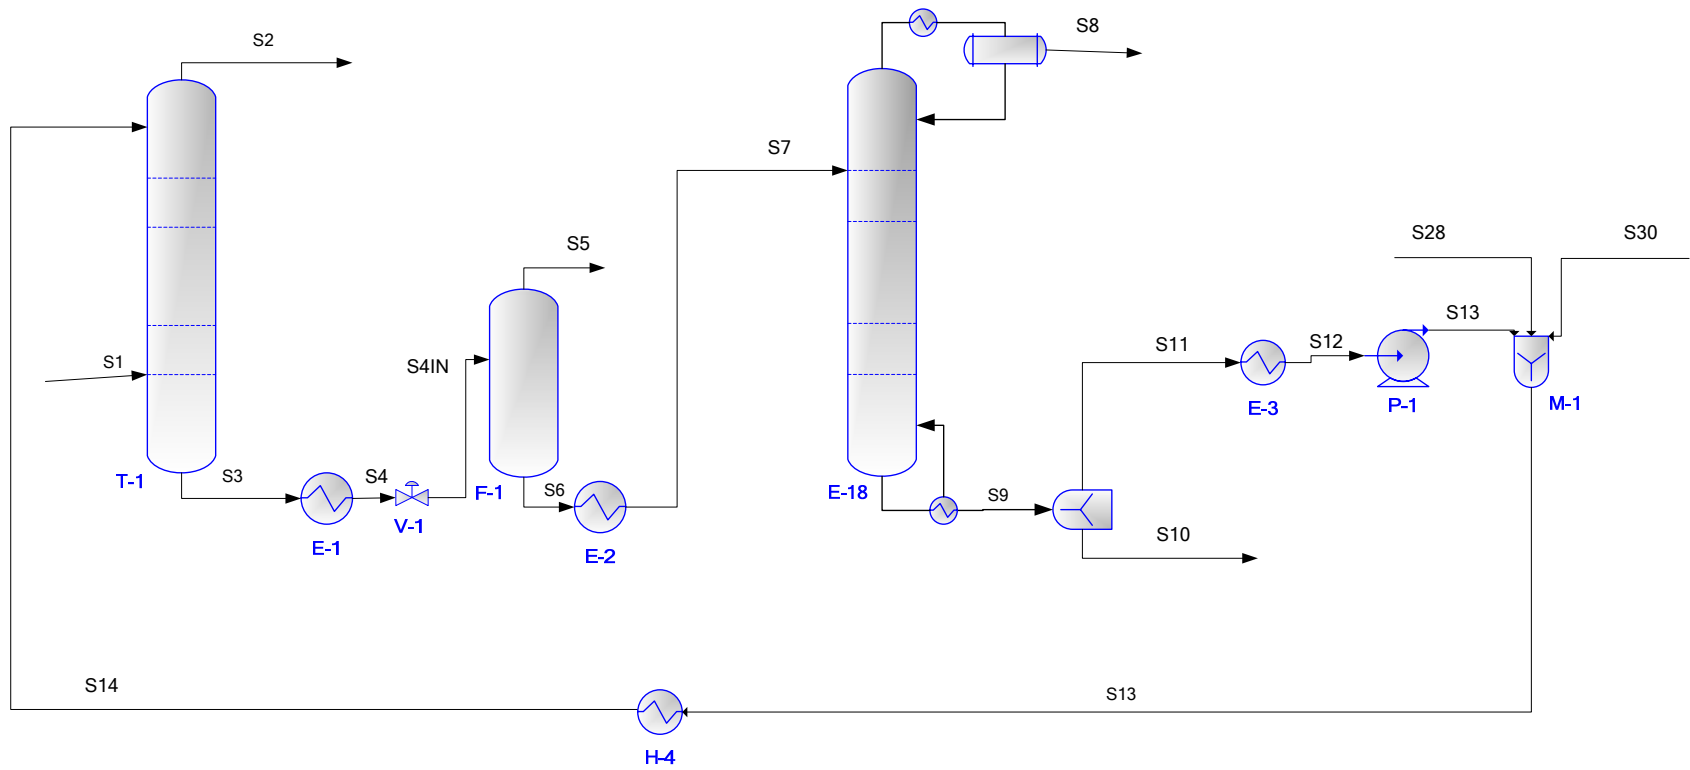 S2
S8
S7
S28
S30
S5
S13
S12
S11
S1
S4IN
E-3
P-1
M-1
T-1
S3
S4
F-1
S6
E-18
S9
V-1
E-1
E-2
S10
S14
S13
H-4